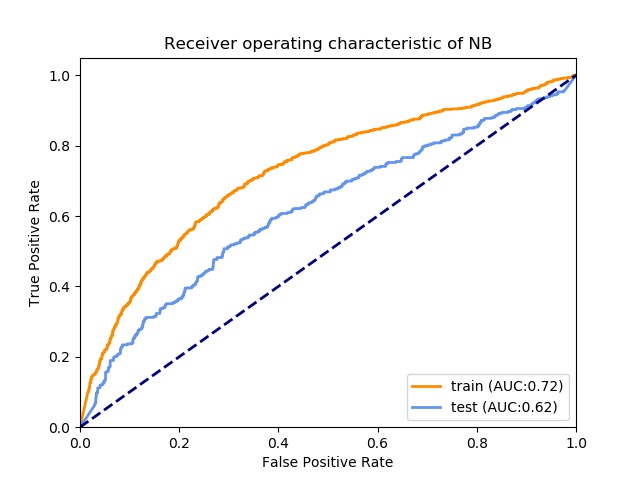 Receiver operating characteristic of NB
1.0
0.8
0.6
0.4
0.2
0.0
True Positive Rate
train (AUC:0.72)
test (AUC:0.62)
0.0 0.2 0.4 0.6 0.8 1.0
False Positive Rate